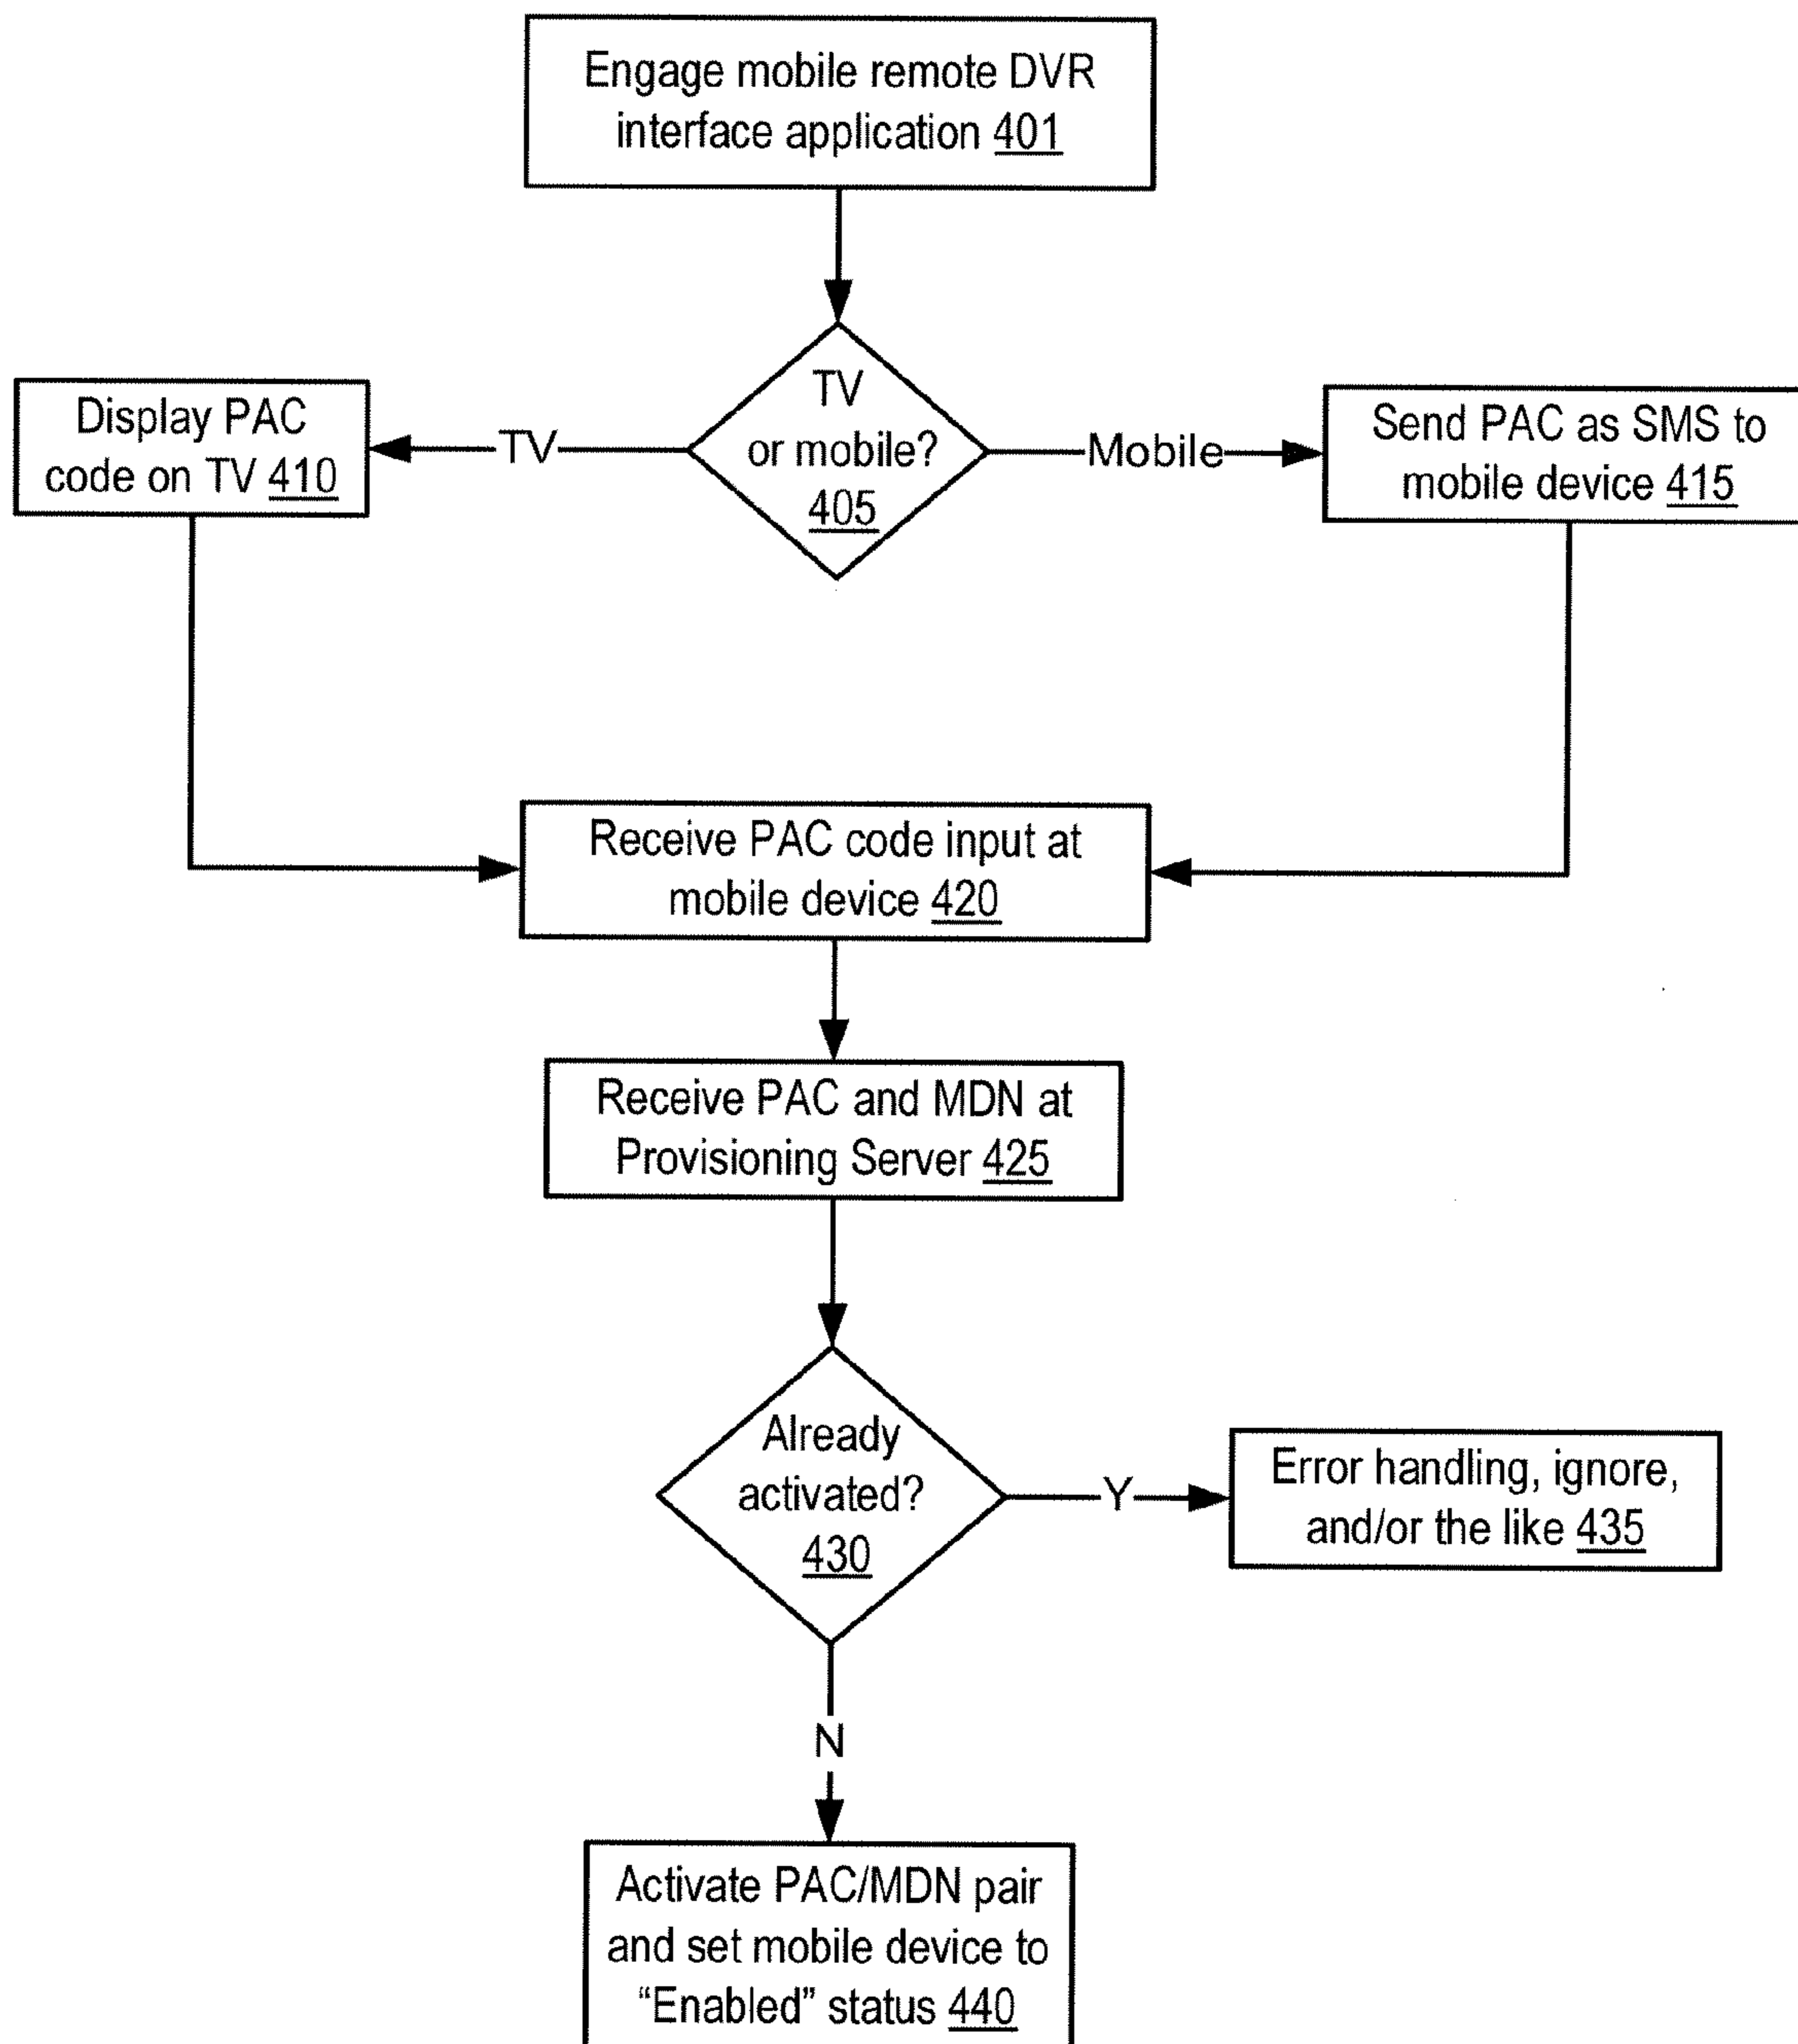 Engage mobile remote DVR
interface application 401
TV
or mobile?
405
TV
Mobile
Display PAC
code on TV 410
Send PAC as SMS to
mobile device 415
Receive PAC code input at
mobile device 420
Receive PAC and MDN at
Provisioning Server 425
Already
activated?
430
Y
Error handling, ignore,
and/or the like 435
N
Activate PAC/MDN pair
and set mobile device to
“Enabled” status 440